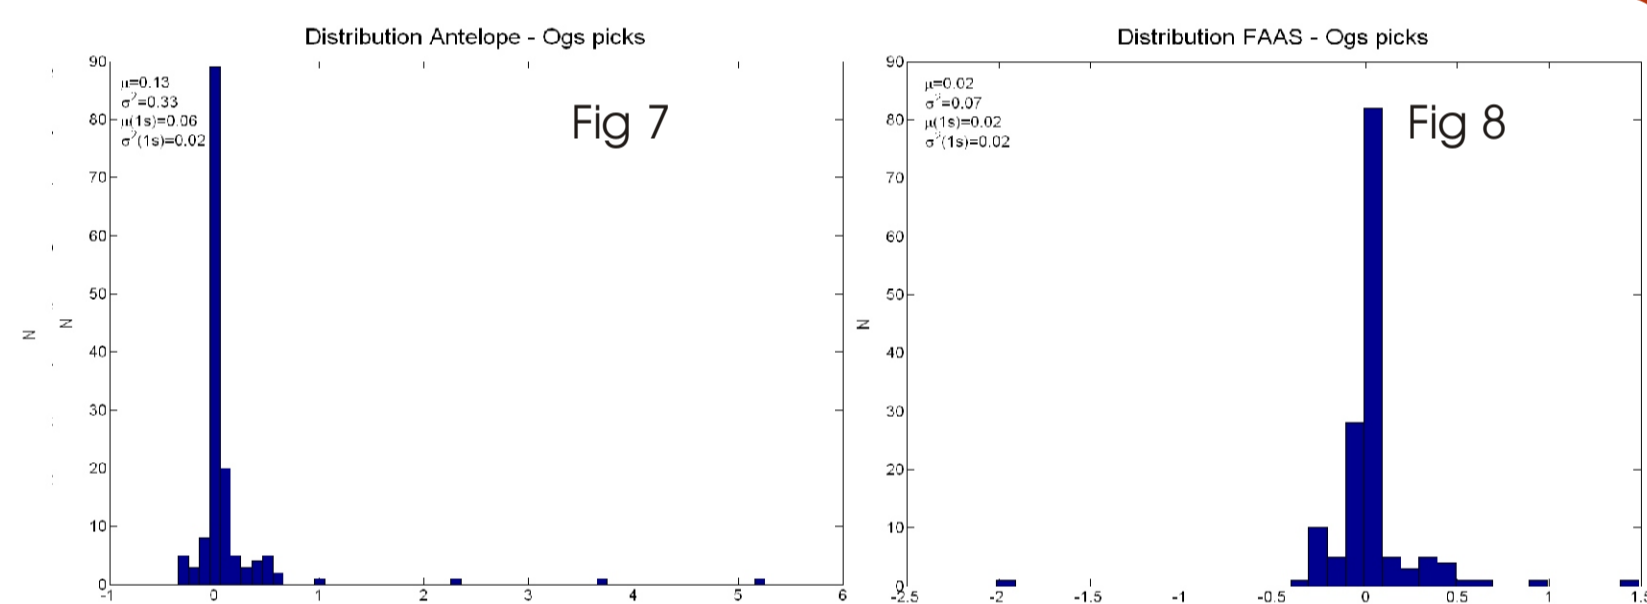 Distribution Antelope - Ogs picks
90
μ=0.13
σ²=0.33
80
μ(1s)=0.06
σ²(1s)=0.02
Fig 7
70
60
50
40
30
20
10
0
N
N
-1
0
1
2
3
4
5
6
Distribution FAAS - Ogs picks
90
μ=0.02
σ²=0.07
80
μ(1s)=0.02
σ²(1s)=0.02
Fig 8
70
60
50
40
30
20
10
0
N
-2.5
-2
-1.5
-1
-0.5
0
0.5
1